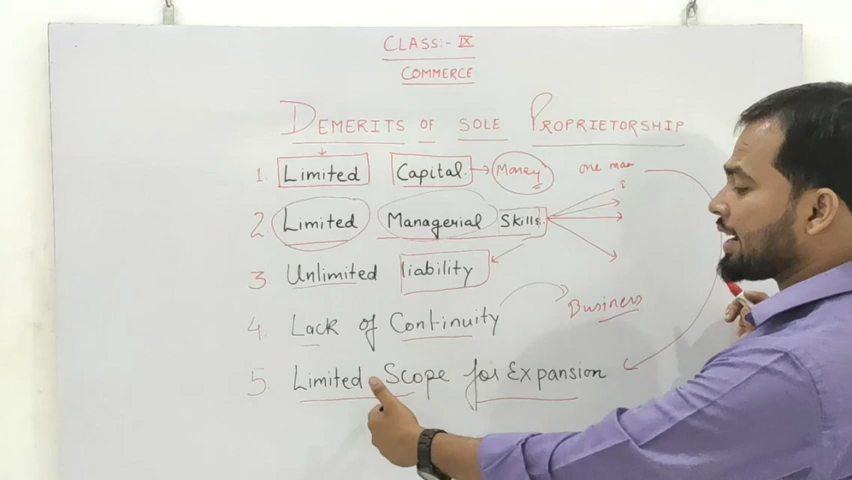 CLASS:- IX
COMMERCE
DEMERITS OF SOLE PROPRIETORSHIP
1. Limited Capital → Money one man
2. Limited Managerial Skills
3 Unlimited liability
4. Lack of Continuity Business
5. Limited Scope for Expansion